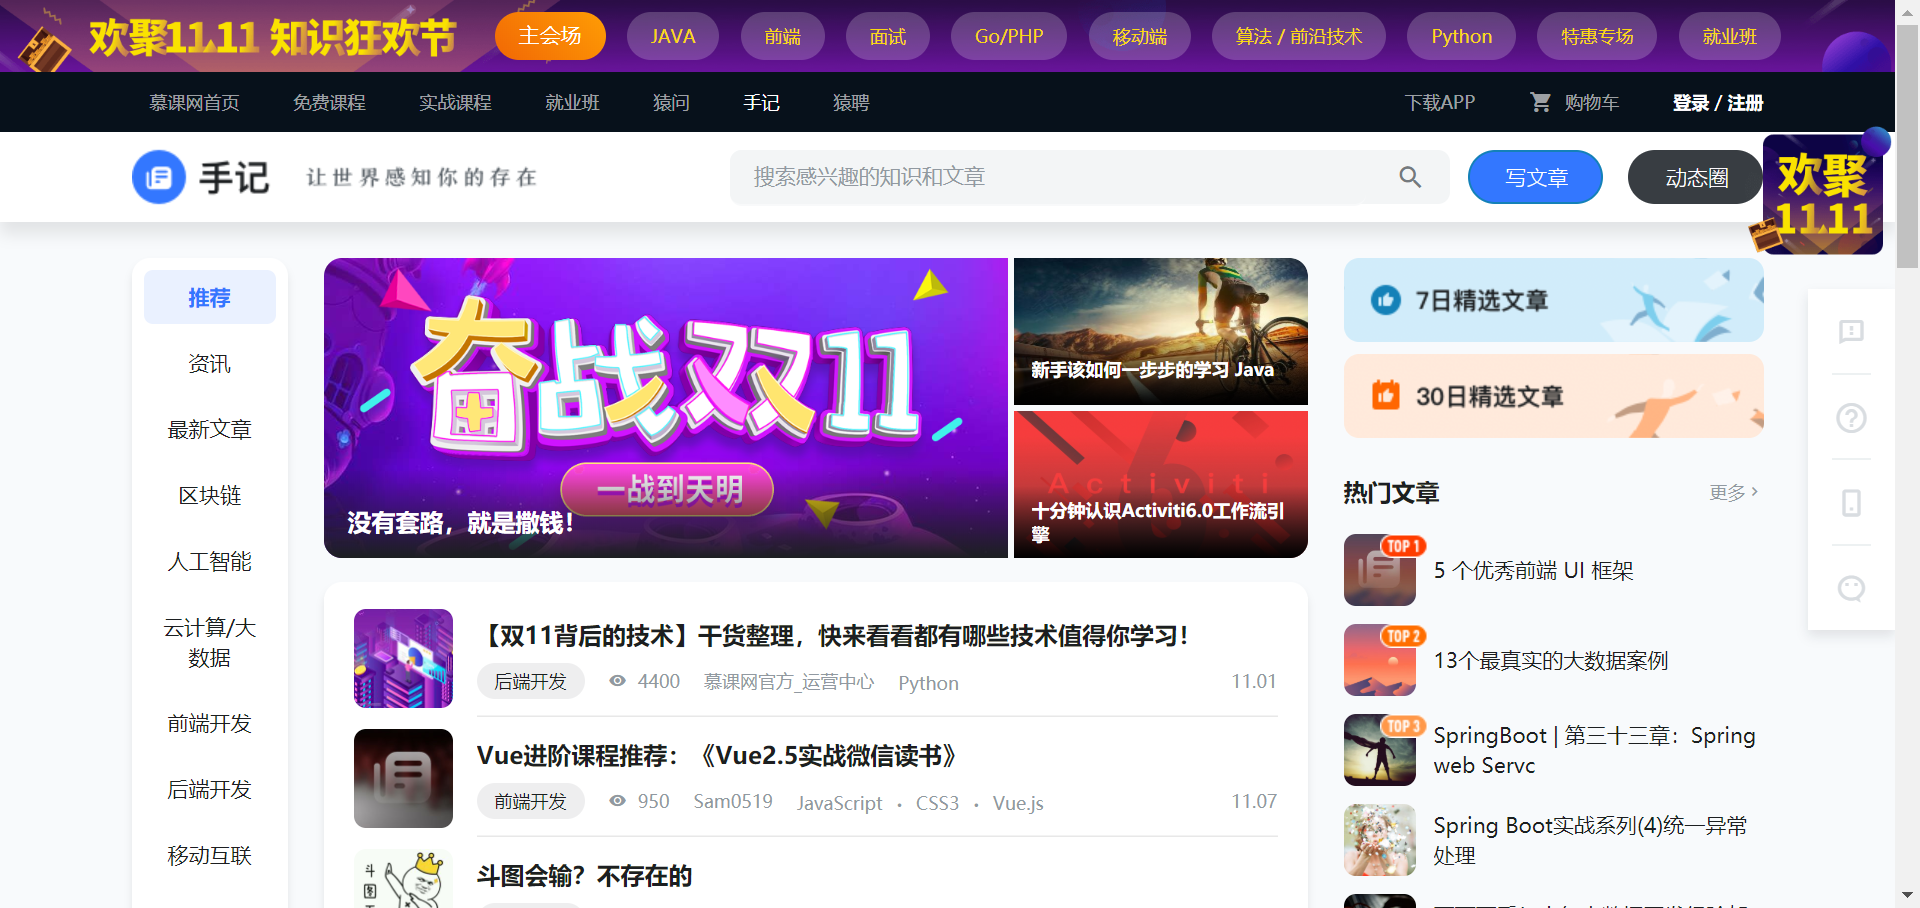 欢聚11.11 知识狂欢节
主会场 JAVA 前端 面试 Go/PHP 移动端 算法 / 前沿技术 Python 特惠专场 就业班
慕课网首页 免费课程 实战课程 就业班 猿问 手记 猿聘 下载APP 购物车 登录 / 注册
手记 让世界感知你的存在 搜索感兴趣的知识和文章 写文章 动态圈
欢聚
11.11
推荐
资讯
最新文章
区块链
人工智能
云计算/大
数据
前端开发
后端开发
移动互联
奋战双11
一战到天明
没有套路，就是撒钱！
新手该如何一步步的学习 Java
Activiti
十分钟认识Activiti6.0工作流引
擎
【双11背后的技术】干货整理，快来看看都有哪些技术值得你学习！
后端开发 4400 慕课网官方_运营中心 Python 11.01
Vue进阶课程推荐：《Vue2.5实战微信读书》
前端开发 950 Sam0519 JavaScript · CSS3 · Vue.js 11.07
斗图会输？不存在的
斗
图
7日精选文章
30日精选文章
热门文章 更多
TOP 1
5 个优秀前端 UI 框架
TOP 2
13个最真实的大数据案例
TOP 3
SpringBoot | 第三十三章：Spring
web Servc
Spring Boot实战系列(4)统一异常
处理